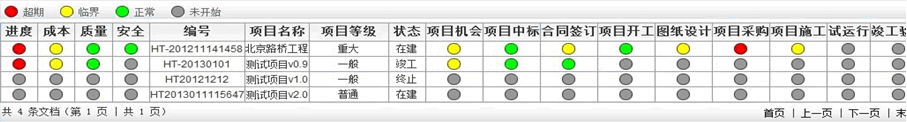 超期 临界 正常 未开始
进度 成本 质量 安全 编号 项目名称 项目等级 状态 项目机会 项目中标 合同签订 项目开工 图纸设计 项目采购 项目施工 试运行 竣工验
HT-201211141458 北京路桥工程 重大 在建
HT-20130101 测试项目v0.9 一般 竣工
HT20121212 测试项目v1.0 一般 终止
HT2013011115647 测试项目v2.0 普通 在建
共 4 条文档(第 1 页 | 共 1 页) 首页 | 上一页 | 下一页 | 末